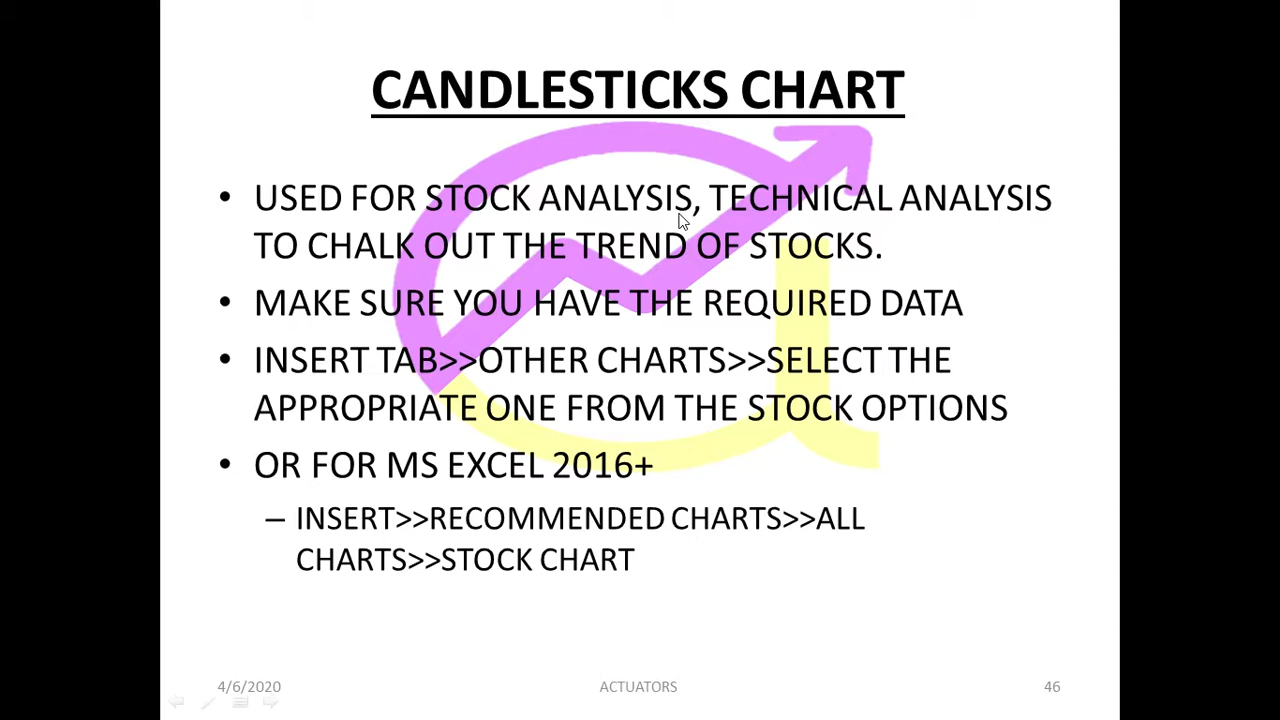 CANDLESTICKS CHART
• USED FOR STOCK ANALYSIS, TECHNICAL ANALYSIS
TO CHALK OUT THE TREND OF STOCKS.
• MAKE SURE YOU HAVE THE REQUIRED DATA
• INSERT TAB>>OTHER CHARTS>>SELECT THE
APPROPRIATE ONE FROM THE STOCK OPTIONS
• OR FOR MS EXCEL 2016+
– INSERT>>RECOMMENDED CHARTS>>ALL
CHARTS>>STOCK CHART
4/6/2020 ACTUATORS 46